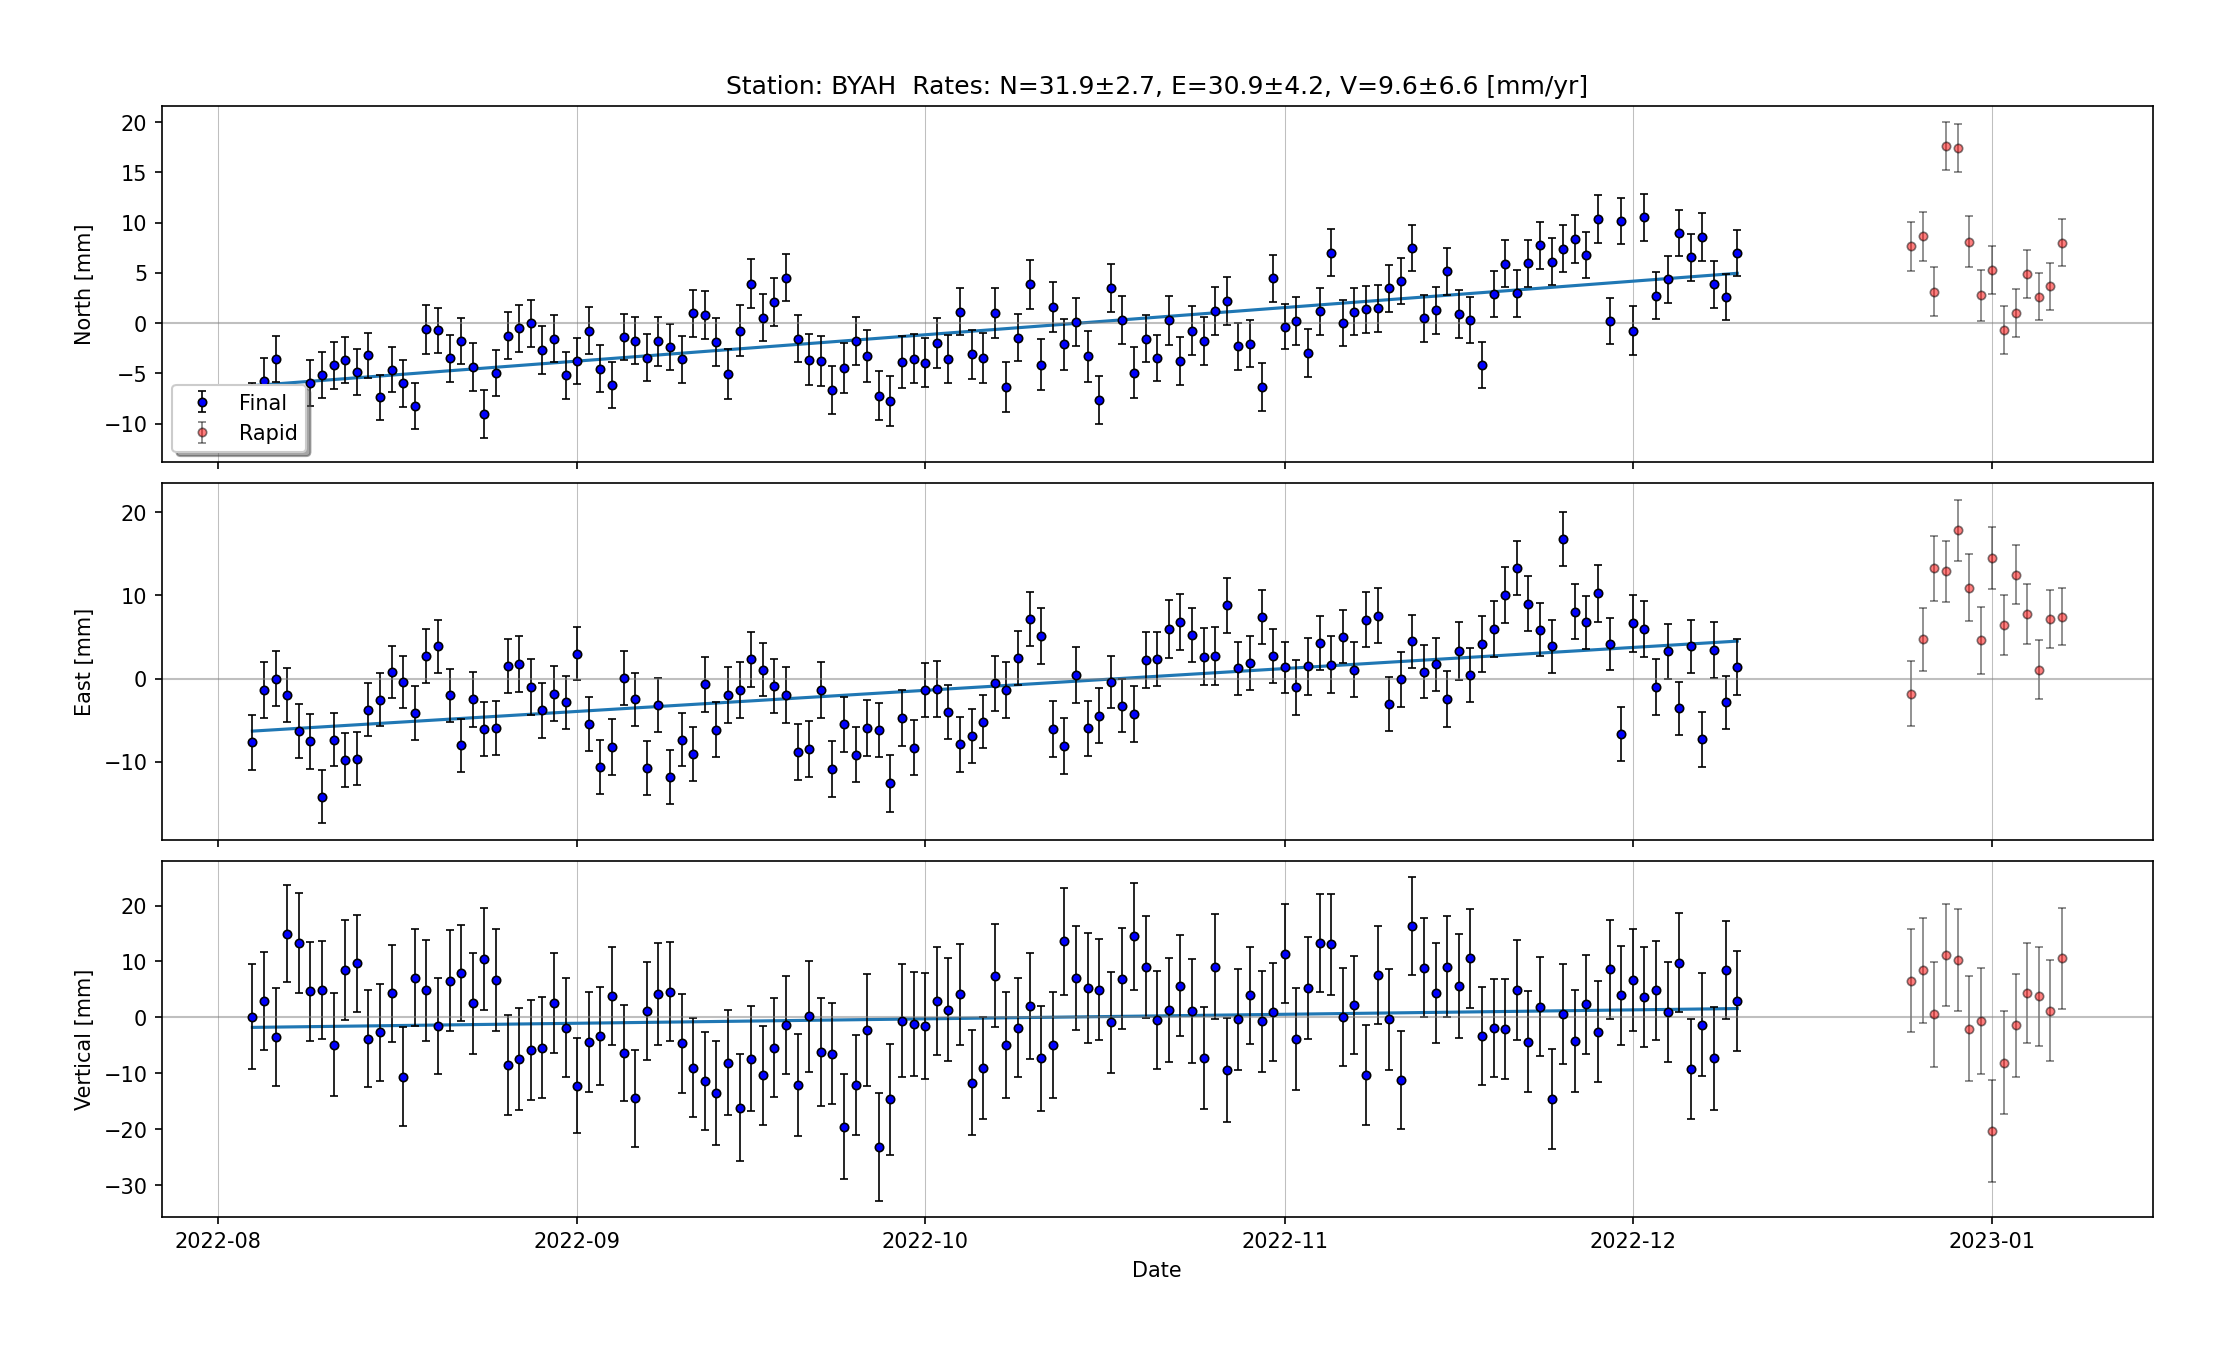 Station: BYAH  Rates: N=31.9±2.7, E=30.9±4.2, V=9.6±6.6 [mm/yr]
20
15
10
5
0
−5
−10
North [mm]
Final
Rapid
20
10
0
−10
East [mm]
20
10
0
−10
−20
−30
Vertical [mm]
2022-08 2022-09 2022-10 2022-11 2022-12 2023-01
Date